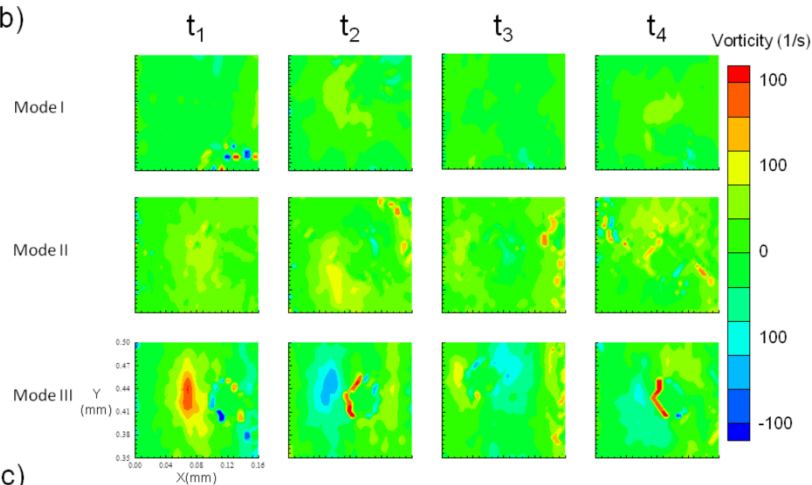 b)
t1 t2 t3 t4
Vorticity (1/s)
Mode I
Mode II
Mode III
100
100
0
100
-100
Y
(mm)
0.50
0.47
0.44
0.41
0.38
0.35
0.00 0.04 0.08 0.12 0.16
X(mm)
c)